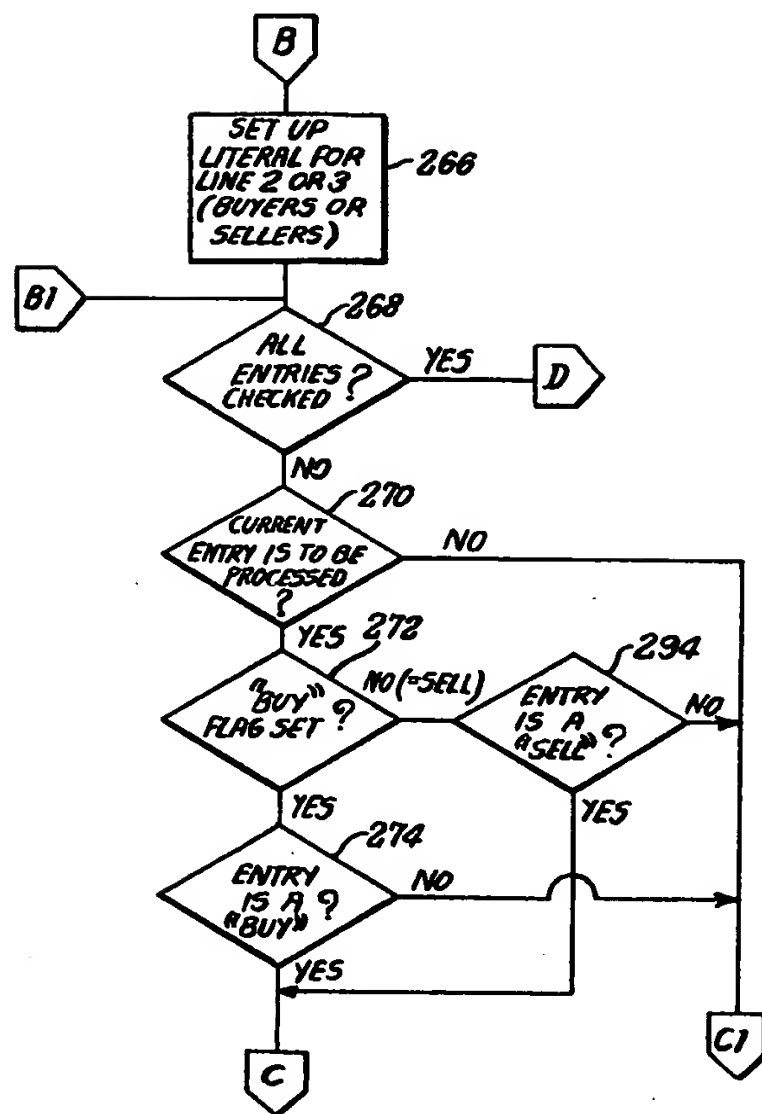 B
SET UP
LITERAL FOR
LINE 2 OR 3
(BUYERS OR
SELLERS)
266
B1
268
ALL
ENTRIES
CHECKED ?
YES
D
NO
270
CURRENT
ENTRY IS TO BE
PROCESSED
?
NO
YES
272
"BUY"
FLAG SET ?
NO (=SELL)
294
ENTRY
IS A
"SELL" ?
NO
YES
YES
274
ENTRY
IS A
"BUY" ?
NO
YES
C
C1